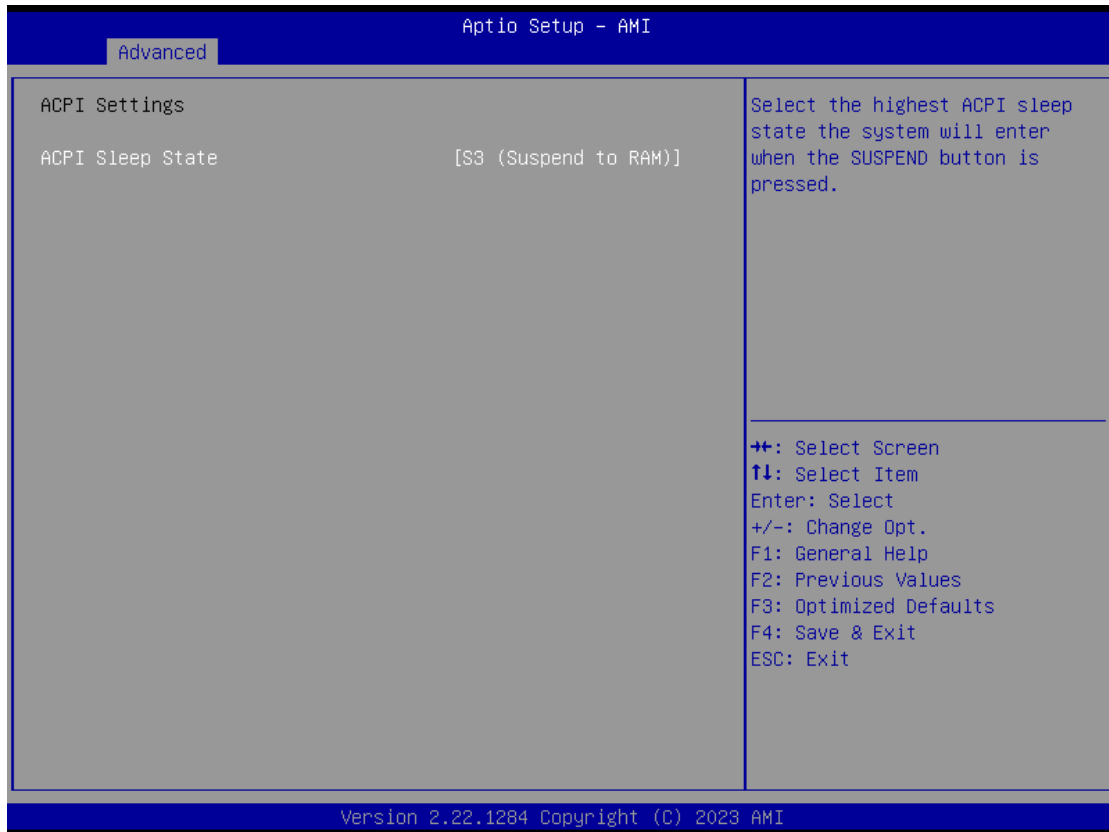 Aptio Setup – AMI
Advanced
ACPI Settings
ACPI Sleep State [S3 (Suspend to RAM)]
Select the highest ACPI sleep
state the system will enter
when the SUSPEND button is
pressed.
→←: Select Screen
↑↓: Select Item
Enter: Select
+/-: Change Opt.
F1: General Help
F2: Previous Values
F3: Optimized Defaults
F4: Save & Exit
ESC: Exit
Version 2.22.1284 Copyright (C) 2023 AMI